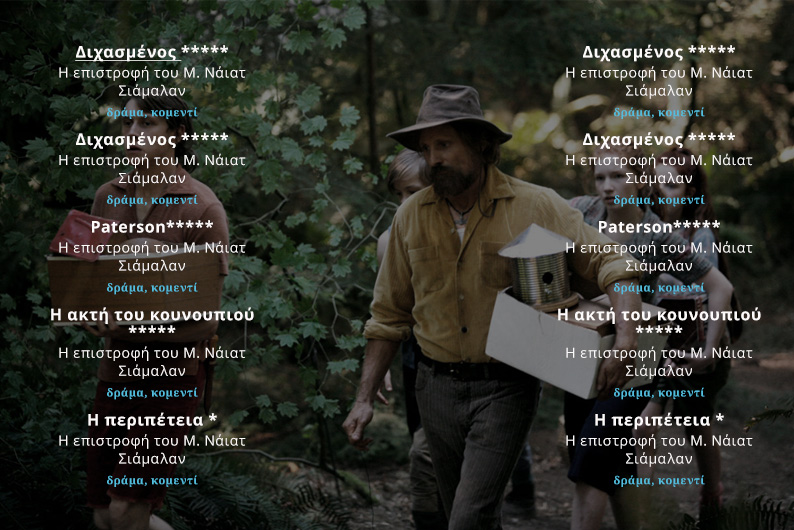 Διχασμένος *****
Η επιστροφή του Μ. Νάιατ
Σιάμαλαν
δράμα, κομεντί
Διχασμένος *****
Η επιστροφή του Μ. Νάιατ
Σιάμαλαν
δράμα, κομεντί
Paterson*****
Η επιστροφή του Μ. Νάιατ
Σιάμαλαν
δράμα, κομεντί
Η ακτή του κουνουπιού
*****
Η επιστροφή του Μ. Νάιατ
Σιάμαλαν
δράμα, κομεντί
Η περιπέτεια *
Η επιστροφή του Μ. Νάιατ
Σιάμαλαν
δράμα, κομεντί
Διχασμένος *****
Η επιστροφή του Μ. Νάιατ
Σιάμαλαν
δράμα, κομεντί
Διχασμένος *****
Η επιστροφή του Μ. Νάιατ
Σιάμαλαν
δράμα, κομεντί
Paterson*****
Η επιστροφή του Μ. Νάιατ
Σιάμαλαν
δράμα, κομεντί
Η ακτή του κουνουπιού
*****
Η επιστροφή του Μ. Νάιατ
Σιάμαλαν
δράμα, κομεντί
Η περιπέτεια *
Η επιστροφή του Μ. Νάιατ
Σιάμαλαν
δράμα, κομεντί